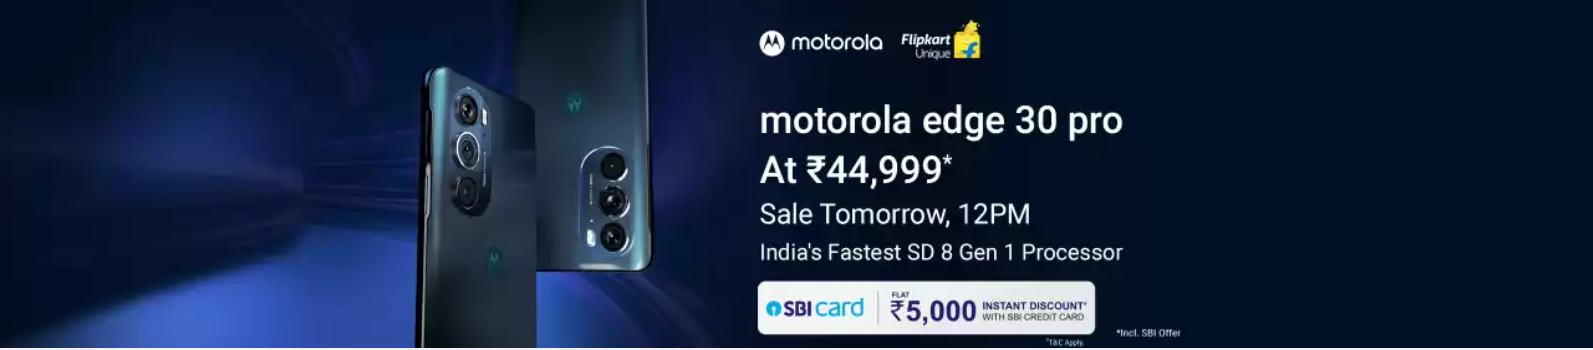 motorola
Flipkart
Unique
motorola edge 30 pro
At ₹44,999*
Sale Tomorrow, 12PM
India's Fastest SD 8 Gen 1 Processor
SBI card
FLAT
₹5,000
INSTANT DISCOUNT*
WITH SBI CREDIT CARD
*T&C Apply.
*Incl. SBI Offer